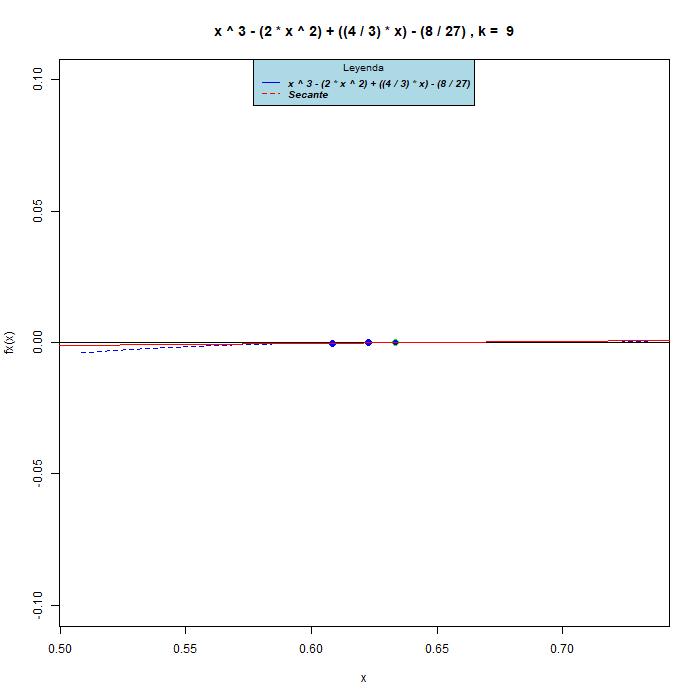 x ^ 3 - (2 * x ^ 2) + ((4 / 3) * x) - (8 / 27) , k = 9
Leyenda
x ^ 3 - (2 * x ^ 2) + ((4 / 3) * x) - (8 / 27)
Secante
0.10
0.05
0.00
-0.05
-0.10
fx(x)
0.50 0.55 0.60 0.65 0.70
x